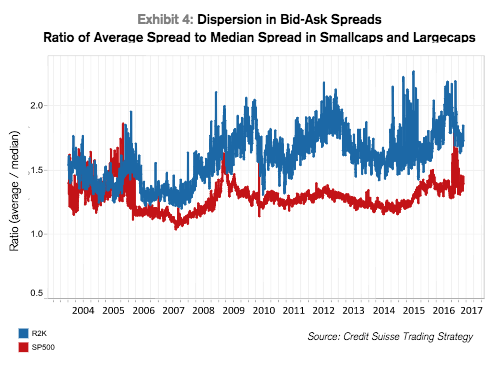 Exhibit 4: Dispersion in Bid-Ask Spreads
Ratio of Average Spread to Median Spread in Smallcaps and Largecaps
Ratio (average / median)
2.0
1.5
1.0
0.5
2004 2005 2006 2007 2008 2009 2010 2011 2012 2013 2014 2015 2016 2017
R2K
SP500
Source: Credit Suisse Trading Strategy